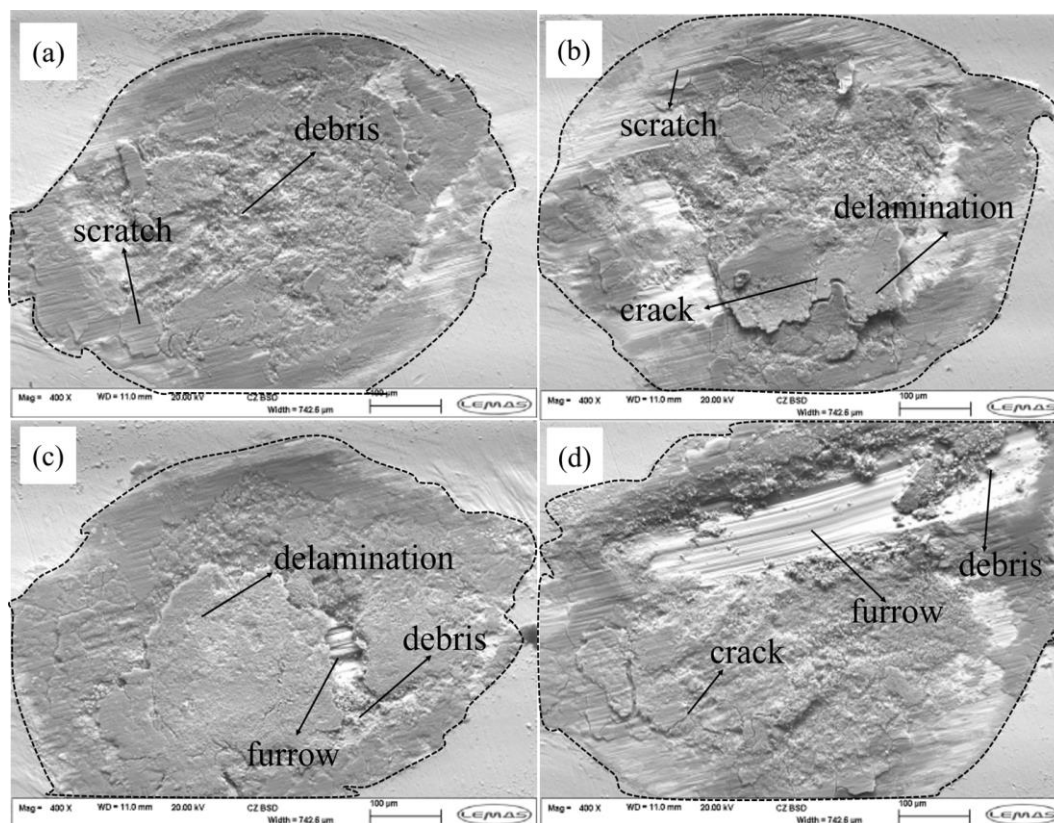 (a)
debris
scratch
Mag = 400 X WD = 11.0 mm 20.00 kV CZ BSD 100 µm
Width = 742.6 µm
LEMAS
(b)
scratch
delamination
crack
Mag = 400 X WD = 11.0 mm 20.00 kV CZ BSD 100 µm
Width = 742.6 µm
LEMAS
(c)
delamination
debris
furrow
Mag = 400 X WD = 11.0 mm 20.00 kV CZ BSD 100 µm
Width = 742.6 µm
LEMAS
(d)
debris
furrow
crack
Mag = 400 X WD = 11.0 mm 20.00 kV CZ BSD 100 µm
Width = 742.6 µm
LEMAS